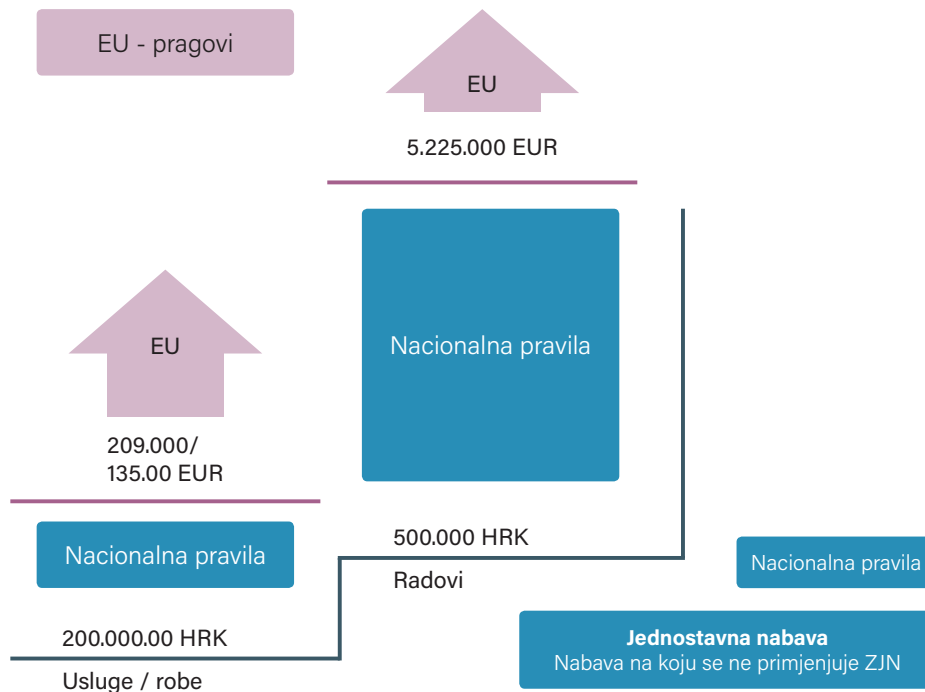 EU - pragovi
EU
5.225.000 EUR
Nacionalna pravila
EU
209.000/
135.00 EUR
Nacionalna pravila
500.000 HRK
Radovi
200.000.00 HRK
Usluge / robe
Nacionalna pravila
Jednostavna nabava
Nabava na koju se ne primjenjuje ZJN